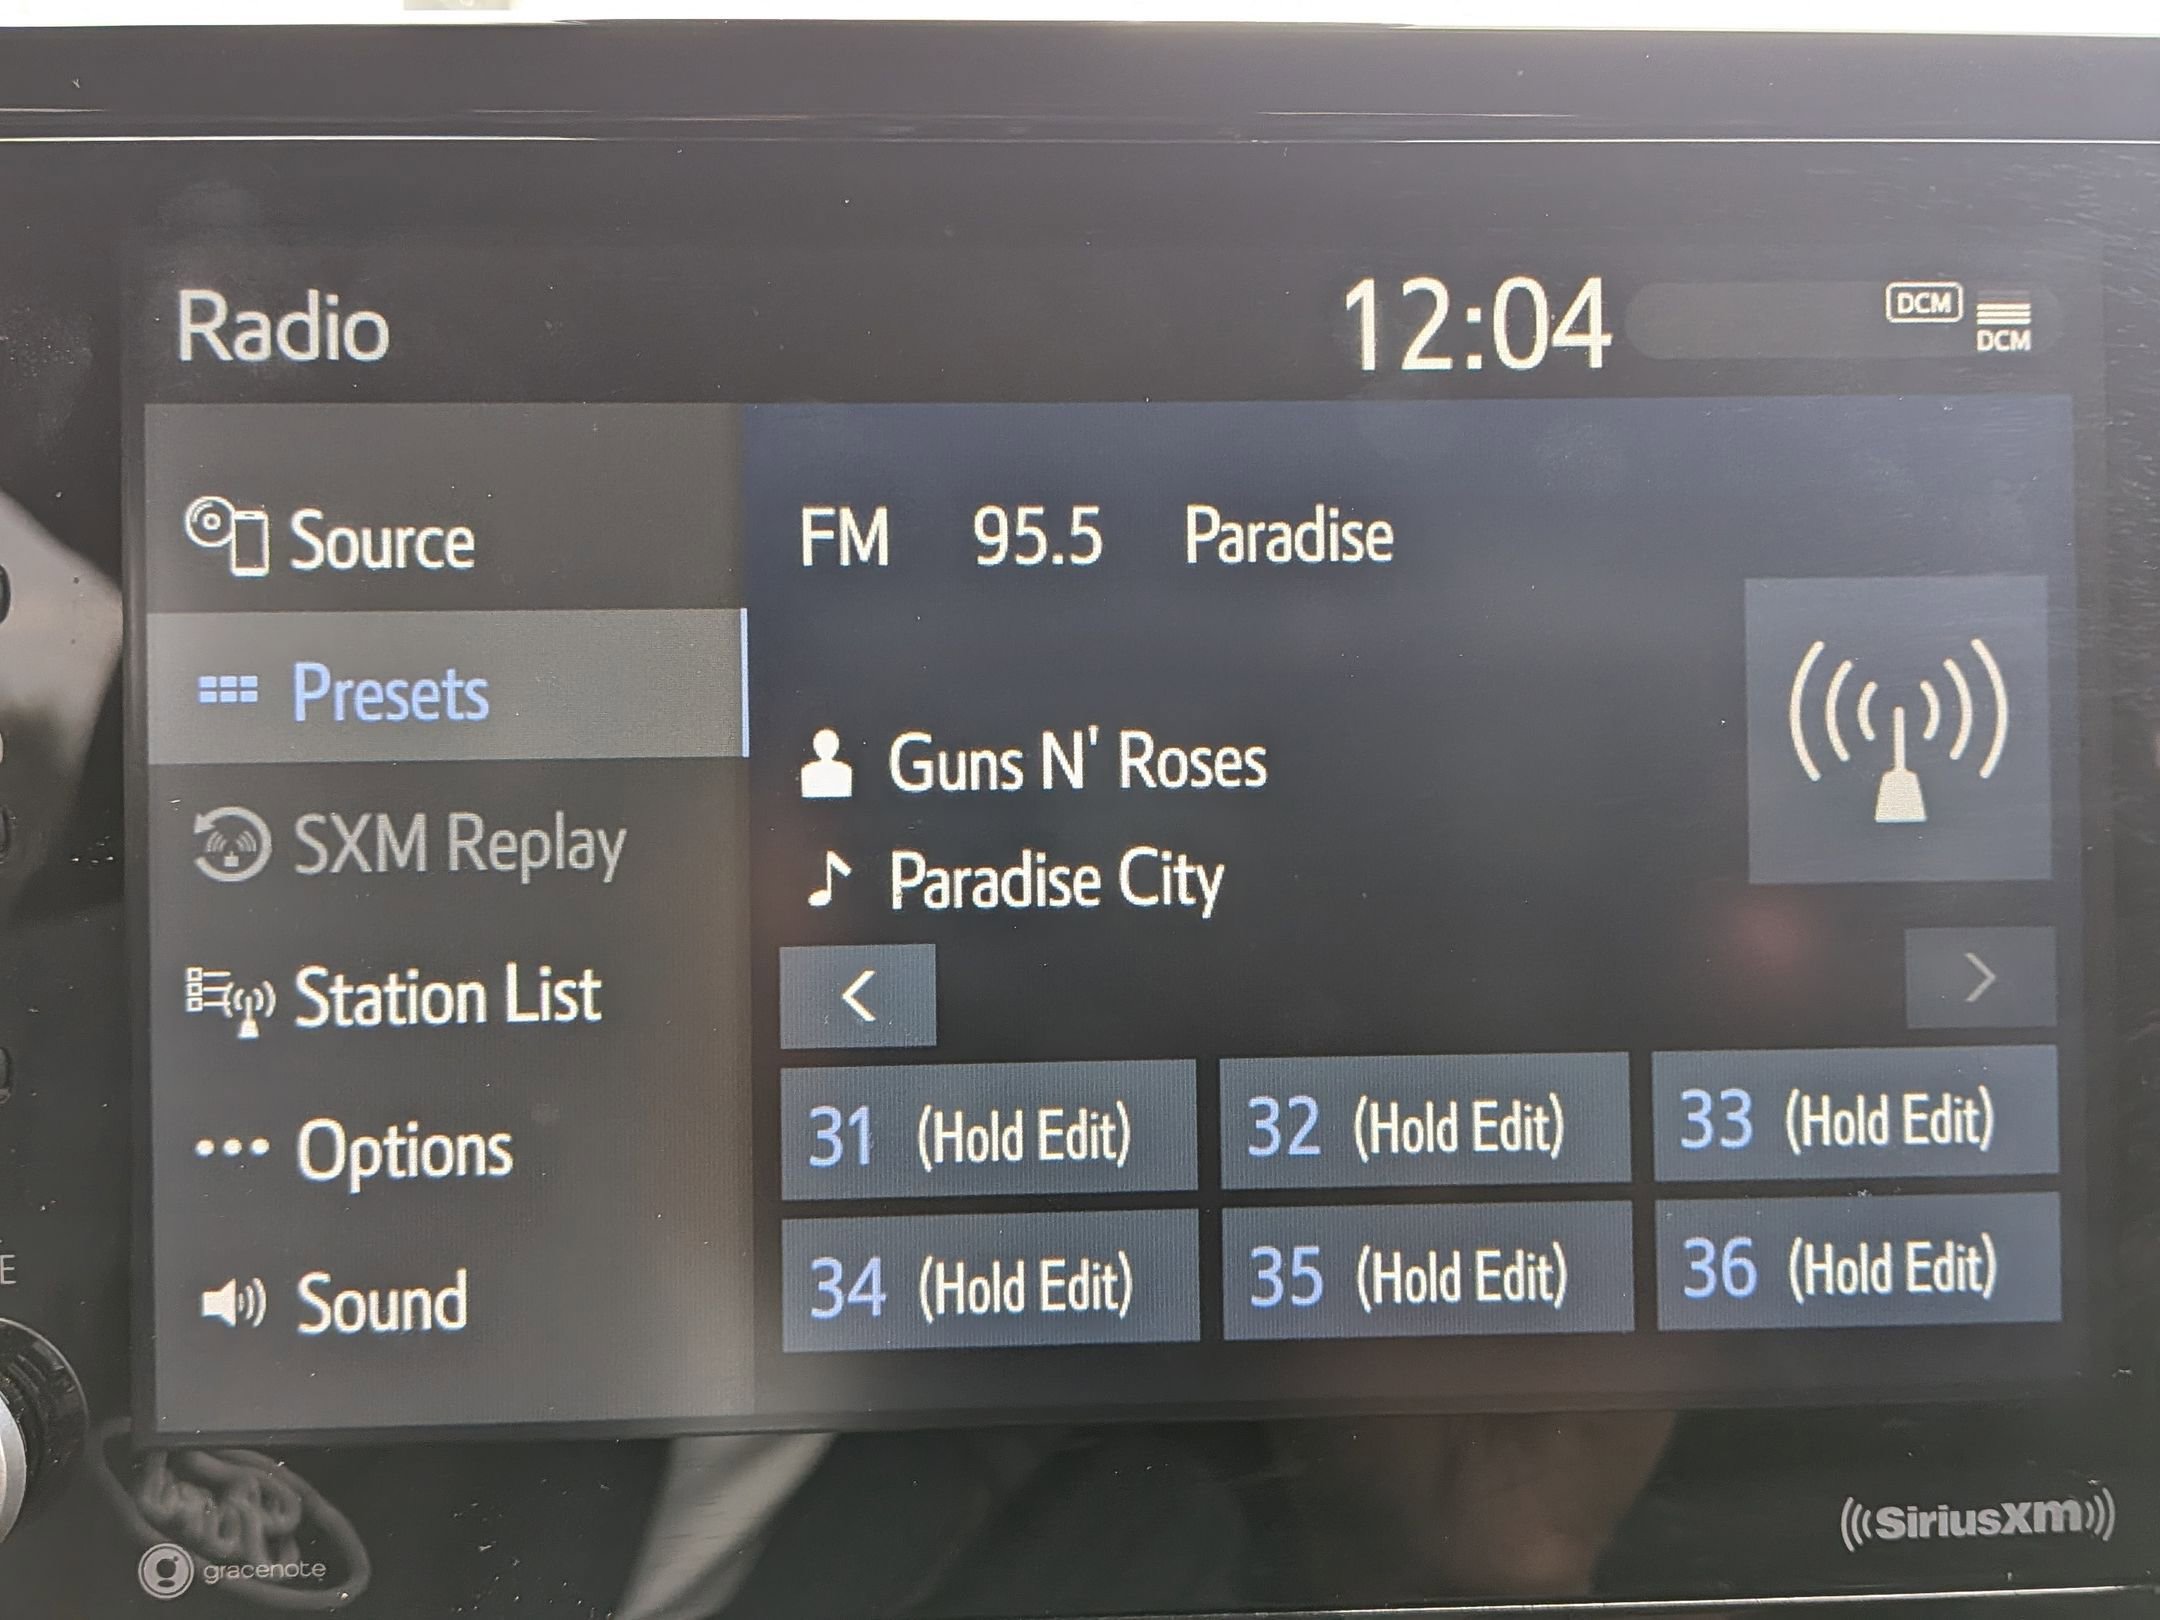 Radio
12:04
DCM
DCM
Source
FM 95.5 Paradise
Presets
Guns N' Roses
SXM Replay
Paradise City
Station List
<
>
31 (Hold Edit) 32 (Hold Edit) 33 (Hold Edit)
Options
34 (Hold Edit) 35 (Hold Edit) 36 (Hold Edit)
Sound
E
gracenote
((SiriusXM))